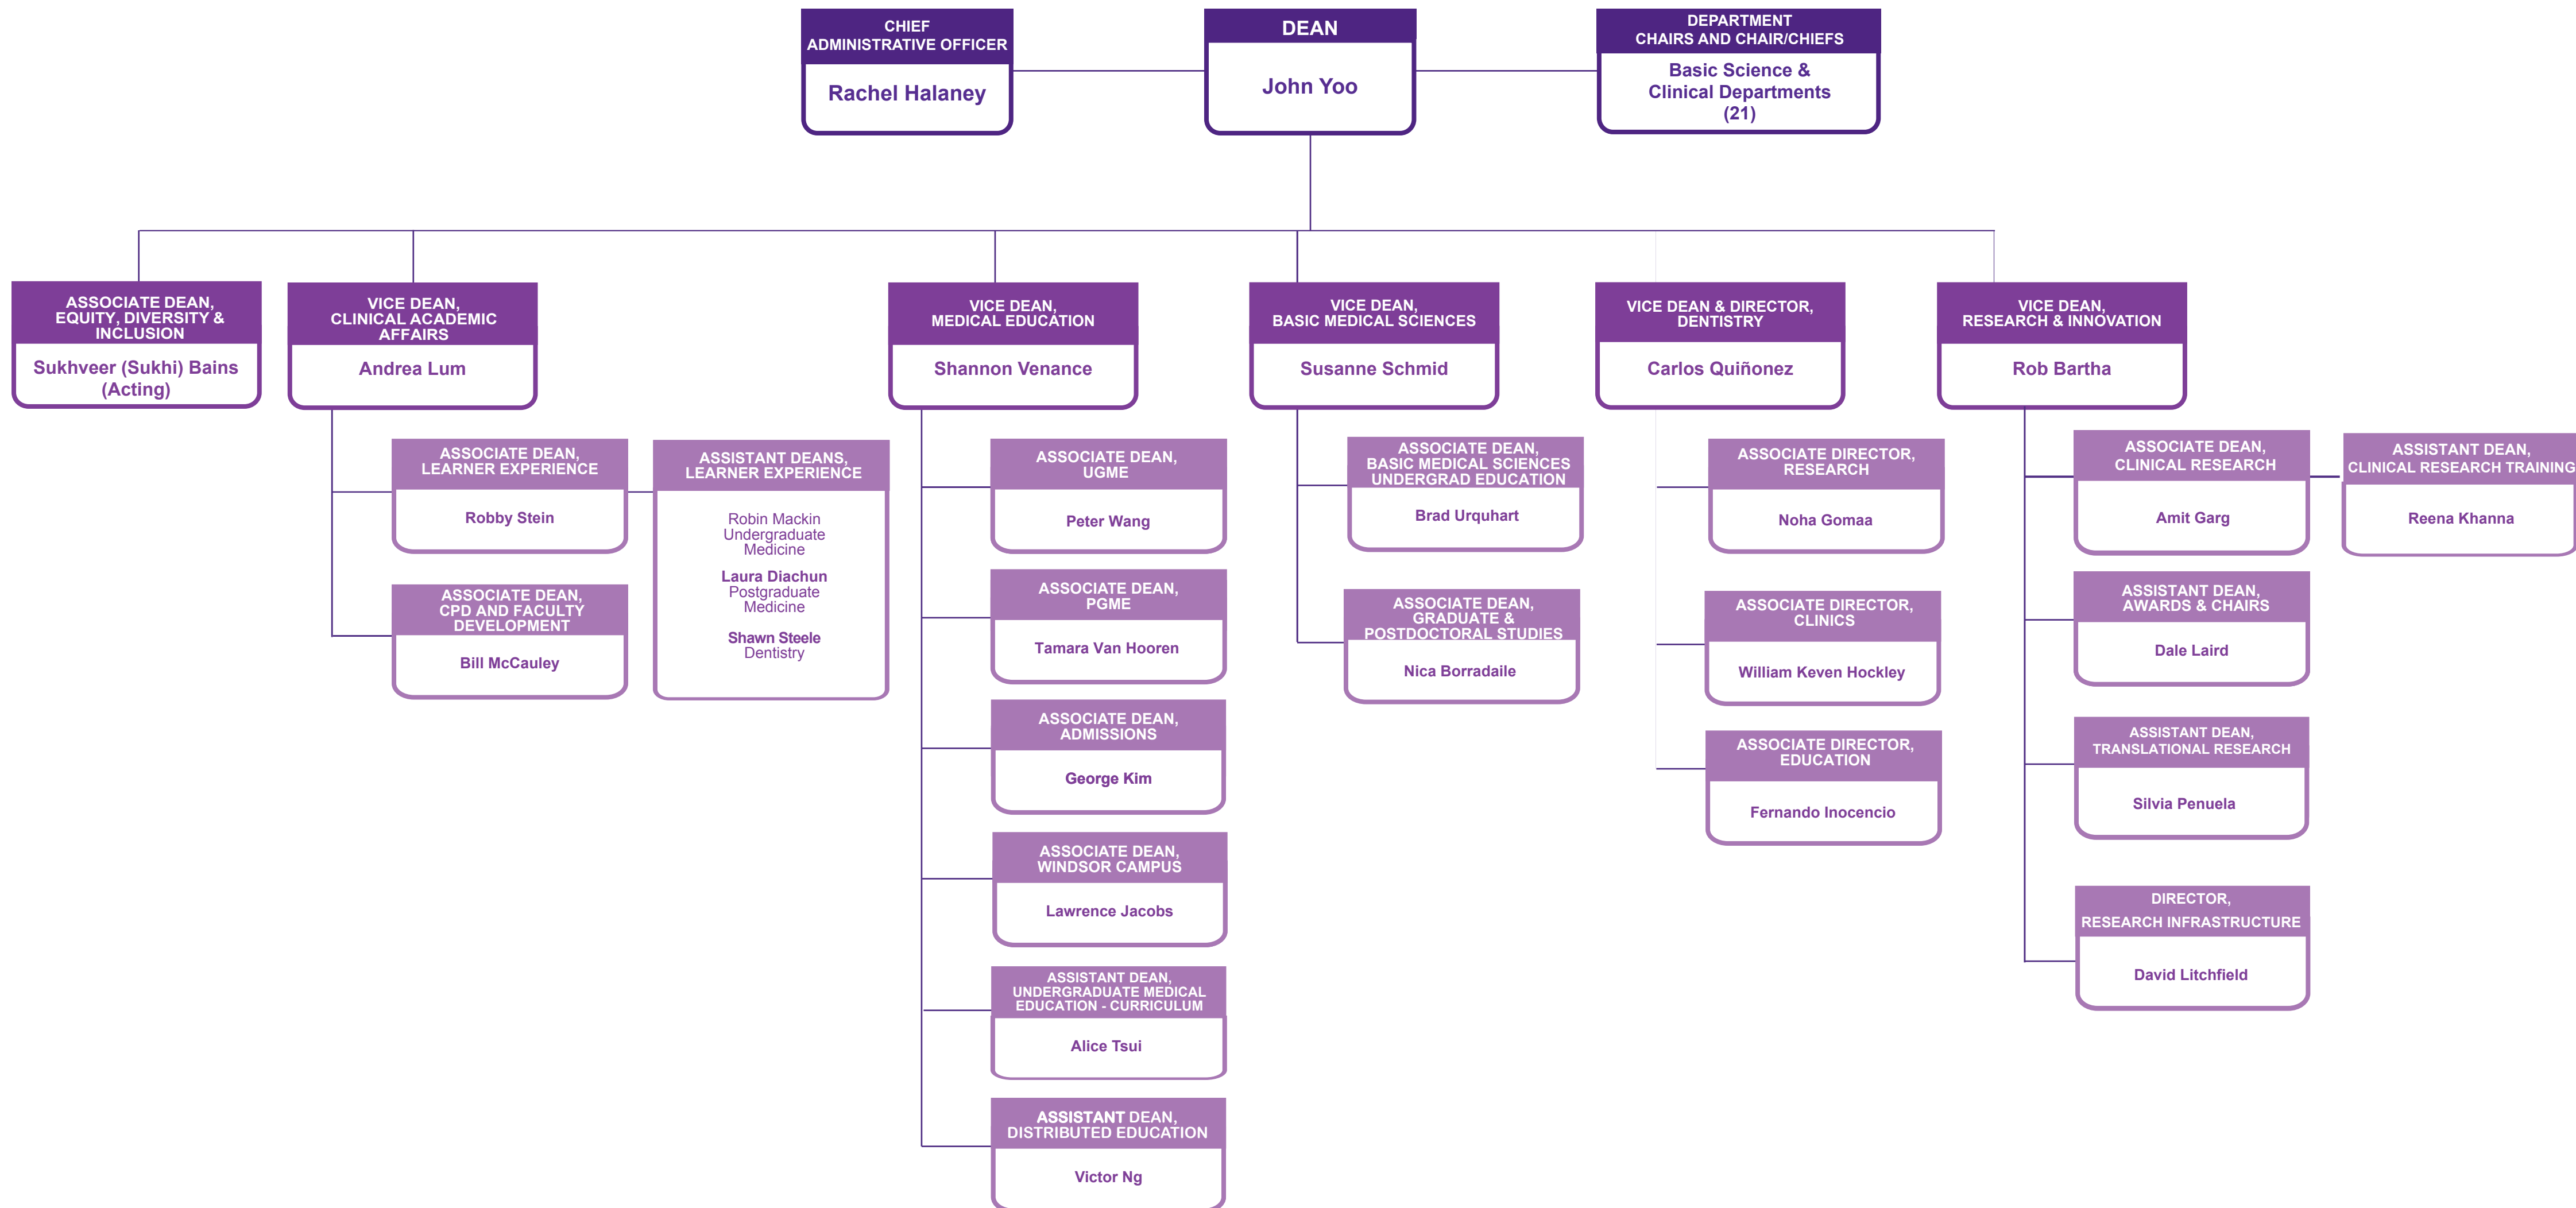 CHIEF
ADMINISTRATIVE OFFICER
Rachel Halaney
DEAN
John Yoo
DEPARTMENT
CHAIRS AND CHAIR/CHIEFS
Basic Science &
Clinical Departments
(21)
ASSOCIATE DEAN,
EQUITY, DIVERSITY &
INCLUSION
Sukhveer (Sukhi) Bains
(Acting)
VICE DEAN,
CLINICAL ACADEMIC
AFFAIRS
Andrea Lum
ASSOCIATE DEAN,
LEARNER EXPERIENCE
Robby Stein
ASSISTANT DEANS,
LEARNER EXPERIENCE
Robin Mackin
Undergraduate
Medicine
Laura Diachun
Postgraduate
Medicine
Shawn Steele
Dentistry
ASSOCIATE DEAN,
CPD AND FACULTY
DEVELOPMENT
Bill McCauley
VICE DEAN,
MEDICAL EDUCATION
Shannon Venance
ASSOCIATE DEAN,
UGME
Peter Wang
ASSOCIATE DEAN,
PGME
Tamara Van Hooren
ASSOCIATE DEAN,
ADMISSIONS
George Kim
ASSOCIATE DEAN,
WINDSOR CAMPUS
Lawrence Jacobs
ASSISTANT DEAN,
UNDERGRADUATE MEDICAL
EDUCATION - CURRICULUM
Alice Tsui
ASSISTANT DEAN,
DISTRIBUTED EDUCATION
Victor Ng
VICE DEAN,
BASIC MEDICAL SCIENCES
Susanne Schmid
ASSOCIATE DEAN,
BASIC MEDICAL SCIENCES
UNDERGRAD EDUCATION
Brad Urquhart
ASSOCIATE DEAN,
GRADUATE &
POSTDOCTORAL STUDIES
Nica Borradaile
VICE DEAN & DIRECTOR,
DENTISTRY
Carlos Quiñonez
ASSOCIATE DIRECTOR,
RESEARCH
Noha Gomaa
ASSOCIATE DIRECTOR,
CLINICS
William Keven Hockley
ASSOCIATE DIRECTOR,
EDUCATION
Fernando Inocencio
VICE DEAN,
RESEARCH & INNOVATION
Rob Bartha
ASSOCIATE DEAN,
CLINICAL RESEARCH
Amit Garg
ASSISTANT DEAN,
CLINICAL RESEARCH TRAINING
Reena Khanna
ASSISTANT DEAN,
AWARDS & CHAIRS
Dale Laird
ASSISTANT DEAN,
TRANSLATIONAL RESEARCH
Silvia Penuela
DIRECTOR,
RESEARCH INFRASTRUCTURE
David Litchfield